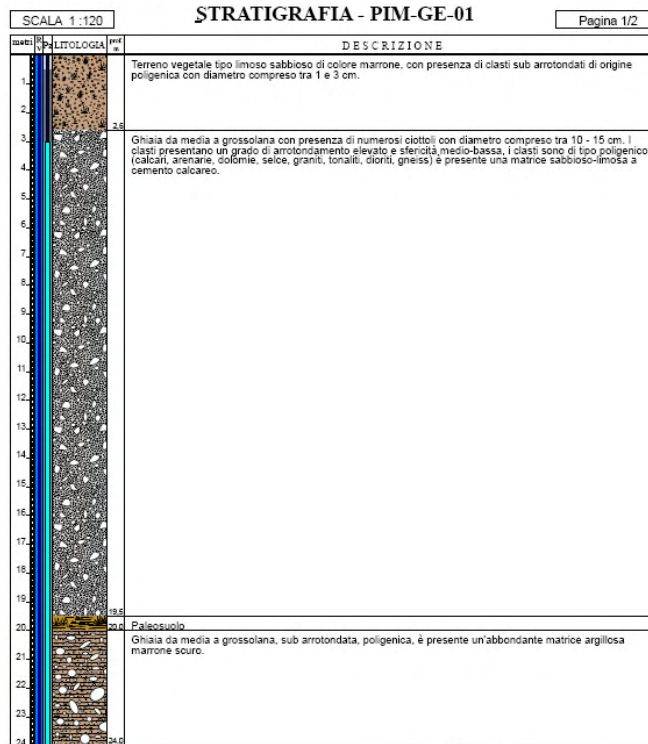 SCALA 1 :120
STRATIGRAFIA - PIM-GE-01
Pagina 1/2
metri R v Pz LITOLOGIA prof m DESCRIZIONE
Terreno vegetale tipo limoso sabbioso di colore marrone, con presenza di clasti sub arrotondati di origine
poligenica con diametro compreso tra 1 e 3 cm.
1
2
2.6
Ghiaia da media a grossolana con presenza di numerosi ciottoli con diametro compreso tra 10 - 15 cm. I
clasti presentano un grado di arrotondamento elevato e sfericità medio-bassa, i clasti sono di tipo poligenico
(calcari, arenarie, dolomie, selce, graniti, tonaliti, dioriti, gneiss) è presente una matrice sabbioso-limosa a
cemento calcareo.
3
4
5
6
7
8
9
10
11
12
13
14
15
16
17
18
19
19.5
20
20.0 Paleosuolo
Ghiaia da media a grossolana, sub arrotondata, poligenica, è presente un'abbondante matrice argillosa
marrone scuro.
21
22
23
24
24.0